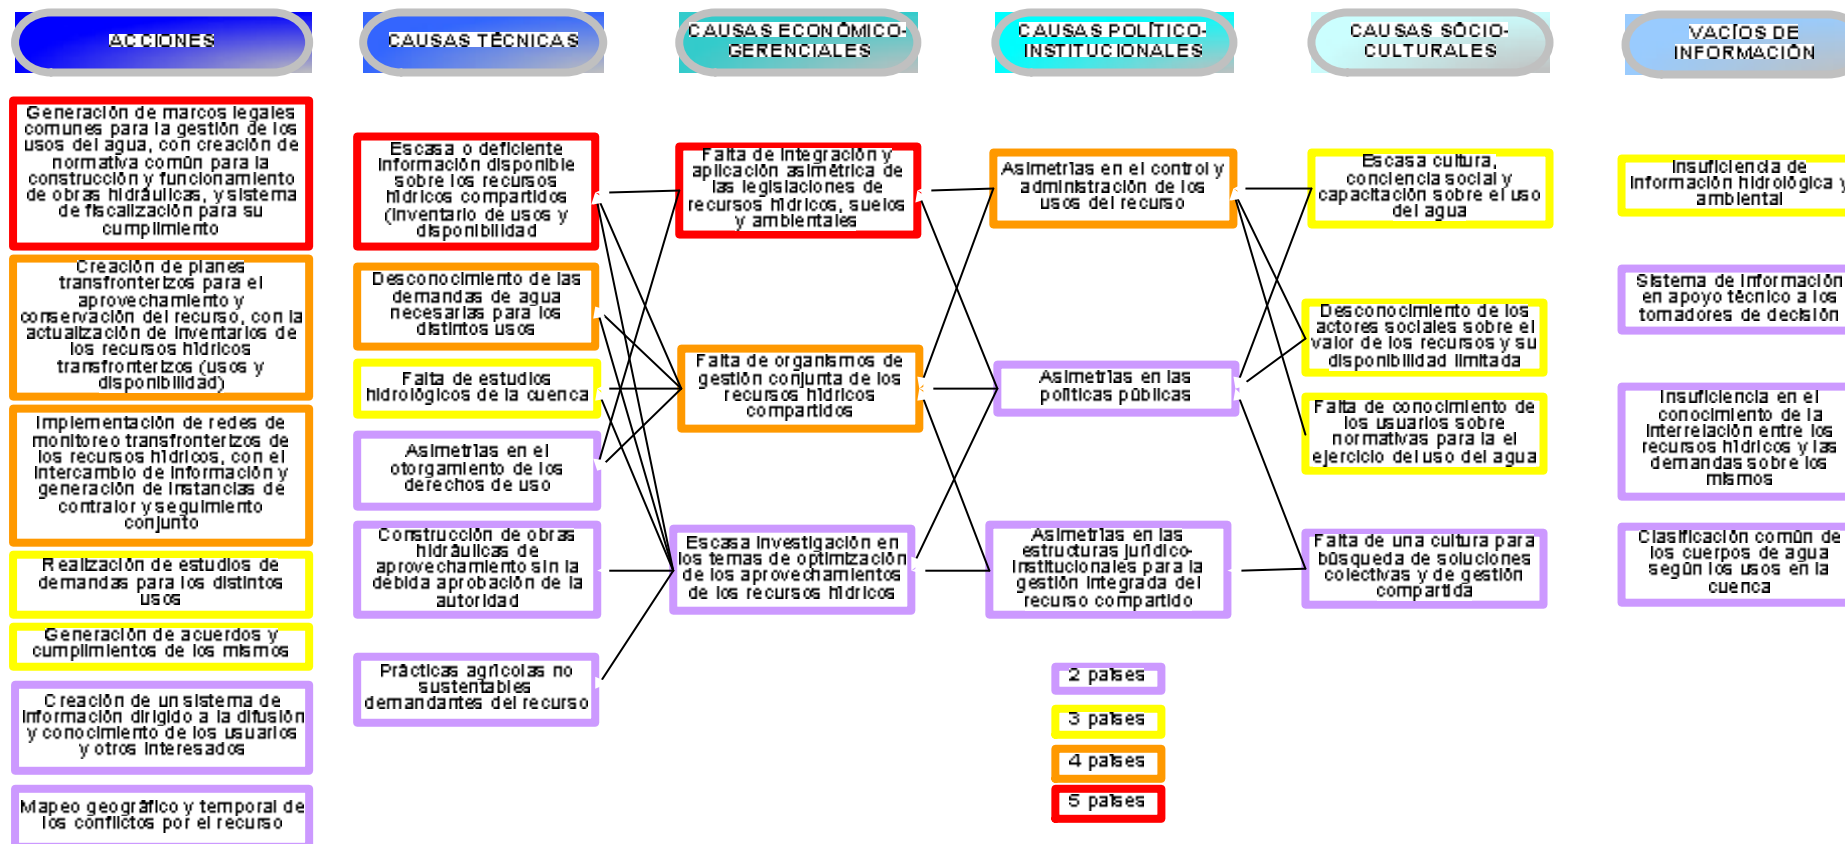 ACCIONES
Generación de marcos legales
comunes para la gestión de los
usos del agua, con creación de
normativa común para la
construcción y funcionamiento
de obras hidráulicas, y sistema
de fiscalización para su
cumplimiento
Creación de planes
transfronterizos para el
aprovechamiento y
conservación del recurso, con la
actualización de inventarios de
los recursos hídricos
transfronterizos (usos y
disponibilidad)
Implementación de redes de
monitoreo transfronterizos de
los recursos hídricos, con el
intercambio de información y
generación de instancias de
contralor y seguimiento
conjunto
Realización de estudios de
demandas para los distintos
usos
Generación de acuerdos y
cumplimientos de los mismos
Creación de un sistema de
información dirigido a la difusión
y conocimiento de los usuarios
y otros interesados
Mapeo geográfico y temporal de
los conflictos por el recurso
CAUSAS TÉCNICAS
Escasa o deficiente
información disponible
sobre los recursos
hídricos compartidos
(inventario de usos y
disponibilidad
Desconocimiento de las
demandas de agua
necesarias para los
distintos usos
Falta de estudios
hidrológicos de la cuenca
Asimetrías en el
otorgamiento de los
derechos de uso
Construcción de obras
hidráulicas de
aprovechamiento sin la
debida aprobación de la
autoridad
Prácticas agrícolas no
sustentables
demandantes del recurso
CAUSAS ECONÓMICO-
GERENCIALES
Falta de integración y
aplicación asimétrica de
las legislaciones de
recursos hídricos, suelos
y ambientales
Falta de organismos de
gestión conjunta de los
recursos hídricos
compartidos
Escasa investigación en
los temas de optimización
de los aprovechamientos
de los recursos hídricos
CAUSAS POLÍTICO-
INSTITUCIONALES
Asimetrías en el control y
administración de los
usos del recurso
Asimetrías en las
políticas públicas
Asimetrías en las
estructuras jurídico-
institucionales para la
gestión integrada del
recurso compartido
2 países
3 países
4 países
5 países
CAUSAS SÓCIO-
CULTURALES
Escasa cultura,
conciencia social y
capacitación sobre el uso
del agua
Desconocimiento de los
actores sociales sobre el
valor de los recursos y su
disponibilidad limitada
Falta de conocimiento de
los usuarios sobre
normativas para la el
ejercicio del uso del agua
Falta de una cultura para
búsqueda de soluciones
colectivas y de gestión
compartida
VACÍOS DE
INFORMACIÓN
Insuficiencia de
información hidrológica y
ambiental
Sistema de información
en apoyo técnico a los
tomadores de decisión
Insuficiencia en el
conocimiento de la
interrelación entre los
recursos hídricos y las
demandas sobre los
mismos
Clasificación común de
los cuerpos de agua
según los usos en la
cuenca